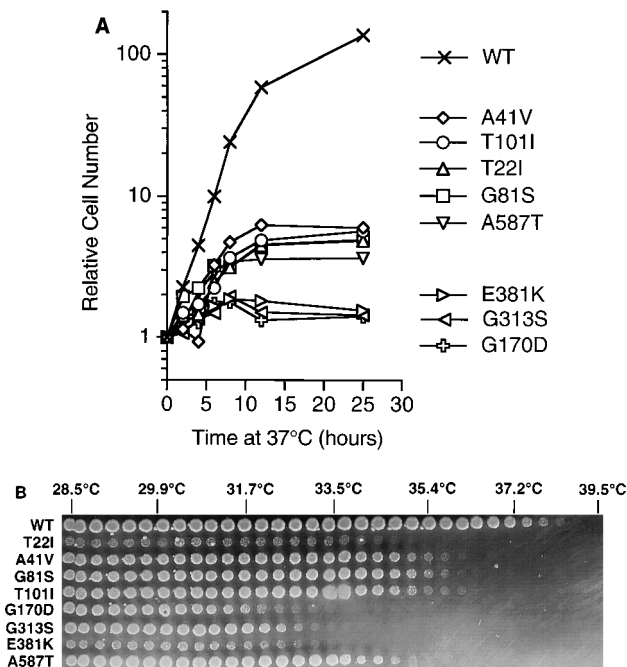 A
WT
100
A41V
T101I
T22I
G81S
A587T
10
Relative Cell Number
E381K
G313S
G170D
1
0 5 10 15 20 25 30
Time at 37°C (hours)
B
28.5°C 29.9°C 31.7°C 33.5°C 35.4°C 37.2°C 39.5°C
WT
T22I
A41V
G81S
T101I
G170D
G313S
E381K
A587T